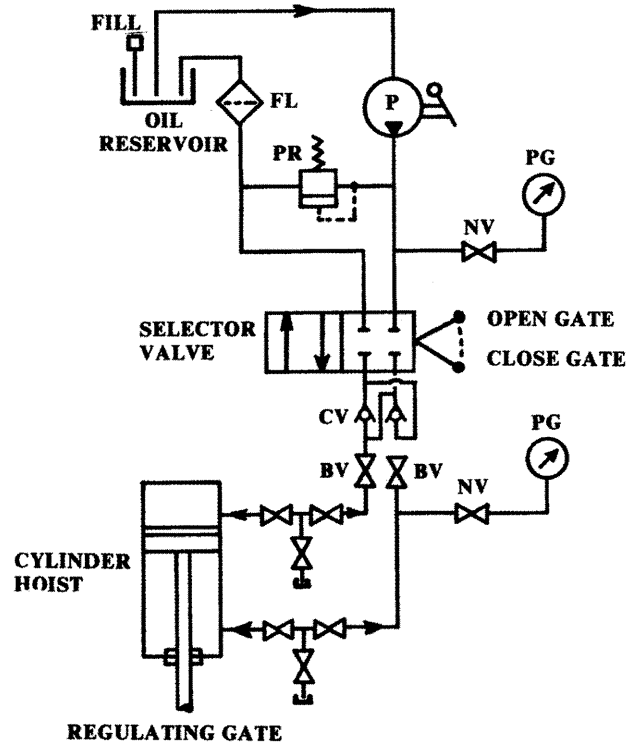 FILL
P
FL
OIL
RESERVOIR
PR
PG
NV
SELECTOR
VALVE
OPEN GATE
CLOSE GATE
CV
PG
BV
BV
NV
CYLINDER
HOIST
REGULATING GATE